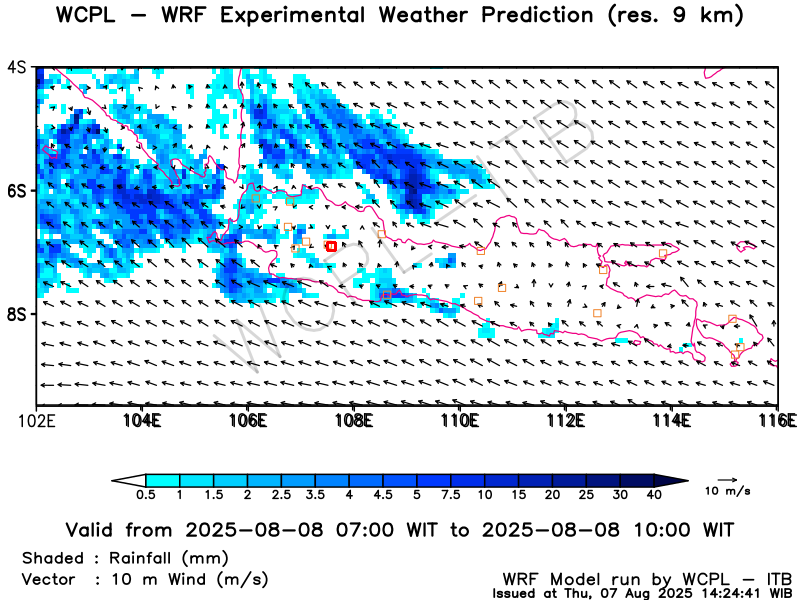 WCPL – WRF Experimental Weather Prediction (res. 9 km)
4S
6S
8S
WCPL-ITB
102E 104E 106E 108E 110E 112E 114E 116E
0.5 1 1.5 2 2.5 3.5 4 4.5 5 7.5 10 15 20 25 30 40
10 m/s
Valid from 2025-08-08 07:00 WIT to 2025-08-08 10:00 WIT
Shaded : Rainfall (mm)
Vector : 10 m Wind (m/s)
WRF Model run by WCPL – ITB
Issued at Thu, 07 Aug 2025 14:24:41 WIB